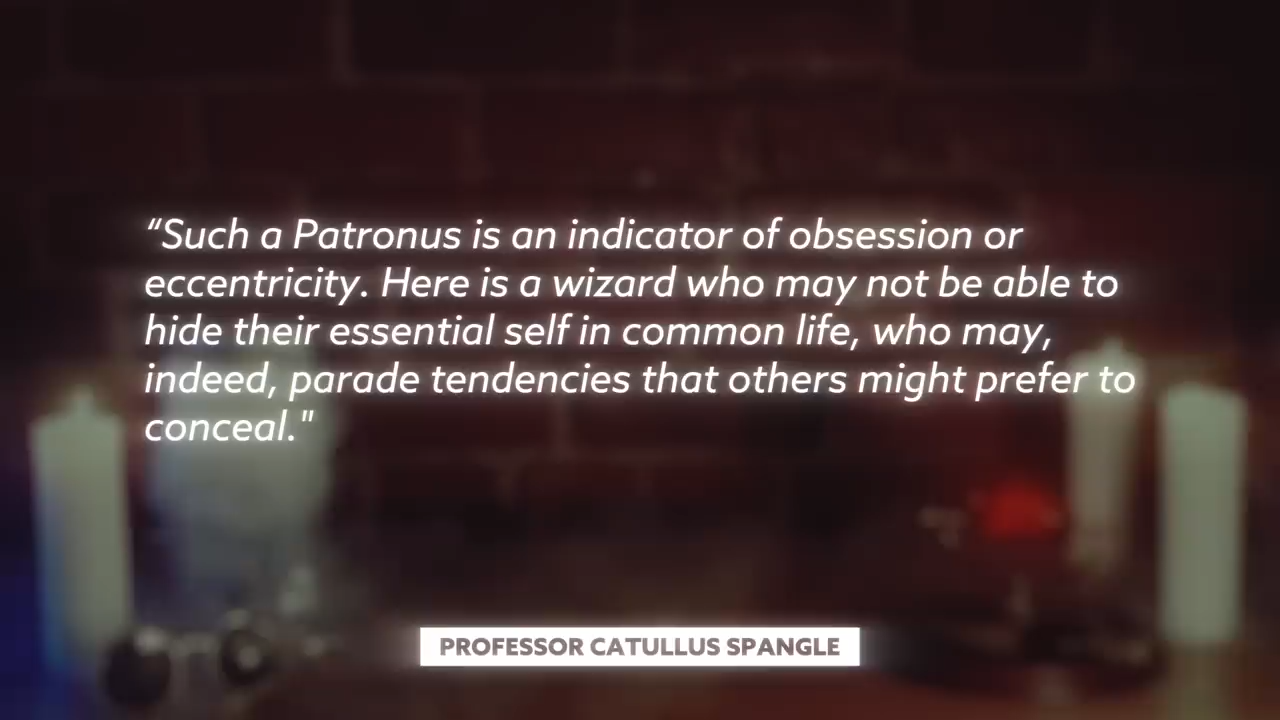 “Such a Patronus is an indicator of obsession or
eccentricity. Here is a wizard who may not be able to
hide their essential self in common life, who may,
indeed, parade tendencies that others might prefer to
conceal."
PROFESSOR CATULLUS SPANGLE